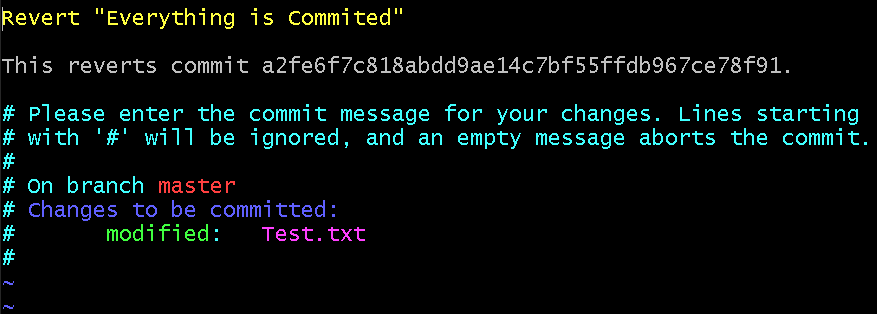 Revert "Everything is Commited"
This reverts commit a2fe6f7c818abdd9ae14c7bf55ffdb967ce78f91.
# Please enter the commit message for your changes. Lines starting
# with '#' will be ignored, and an empty message aborts the commit.
#
# On branch master
# Changes to be committed:
#       modified:   Test.txt
#
~
~